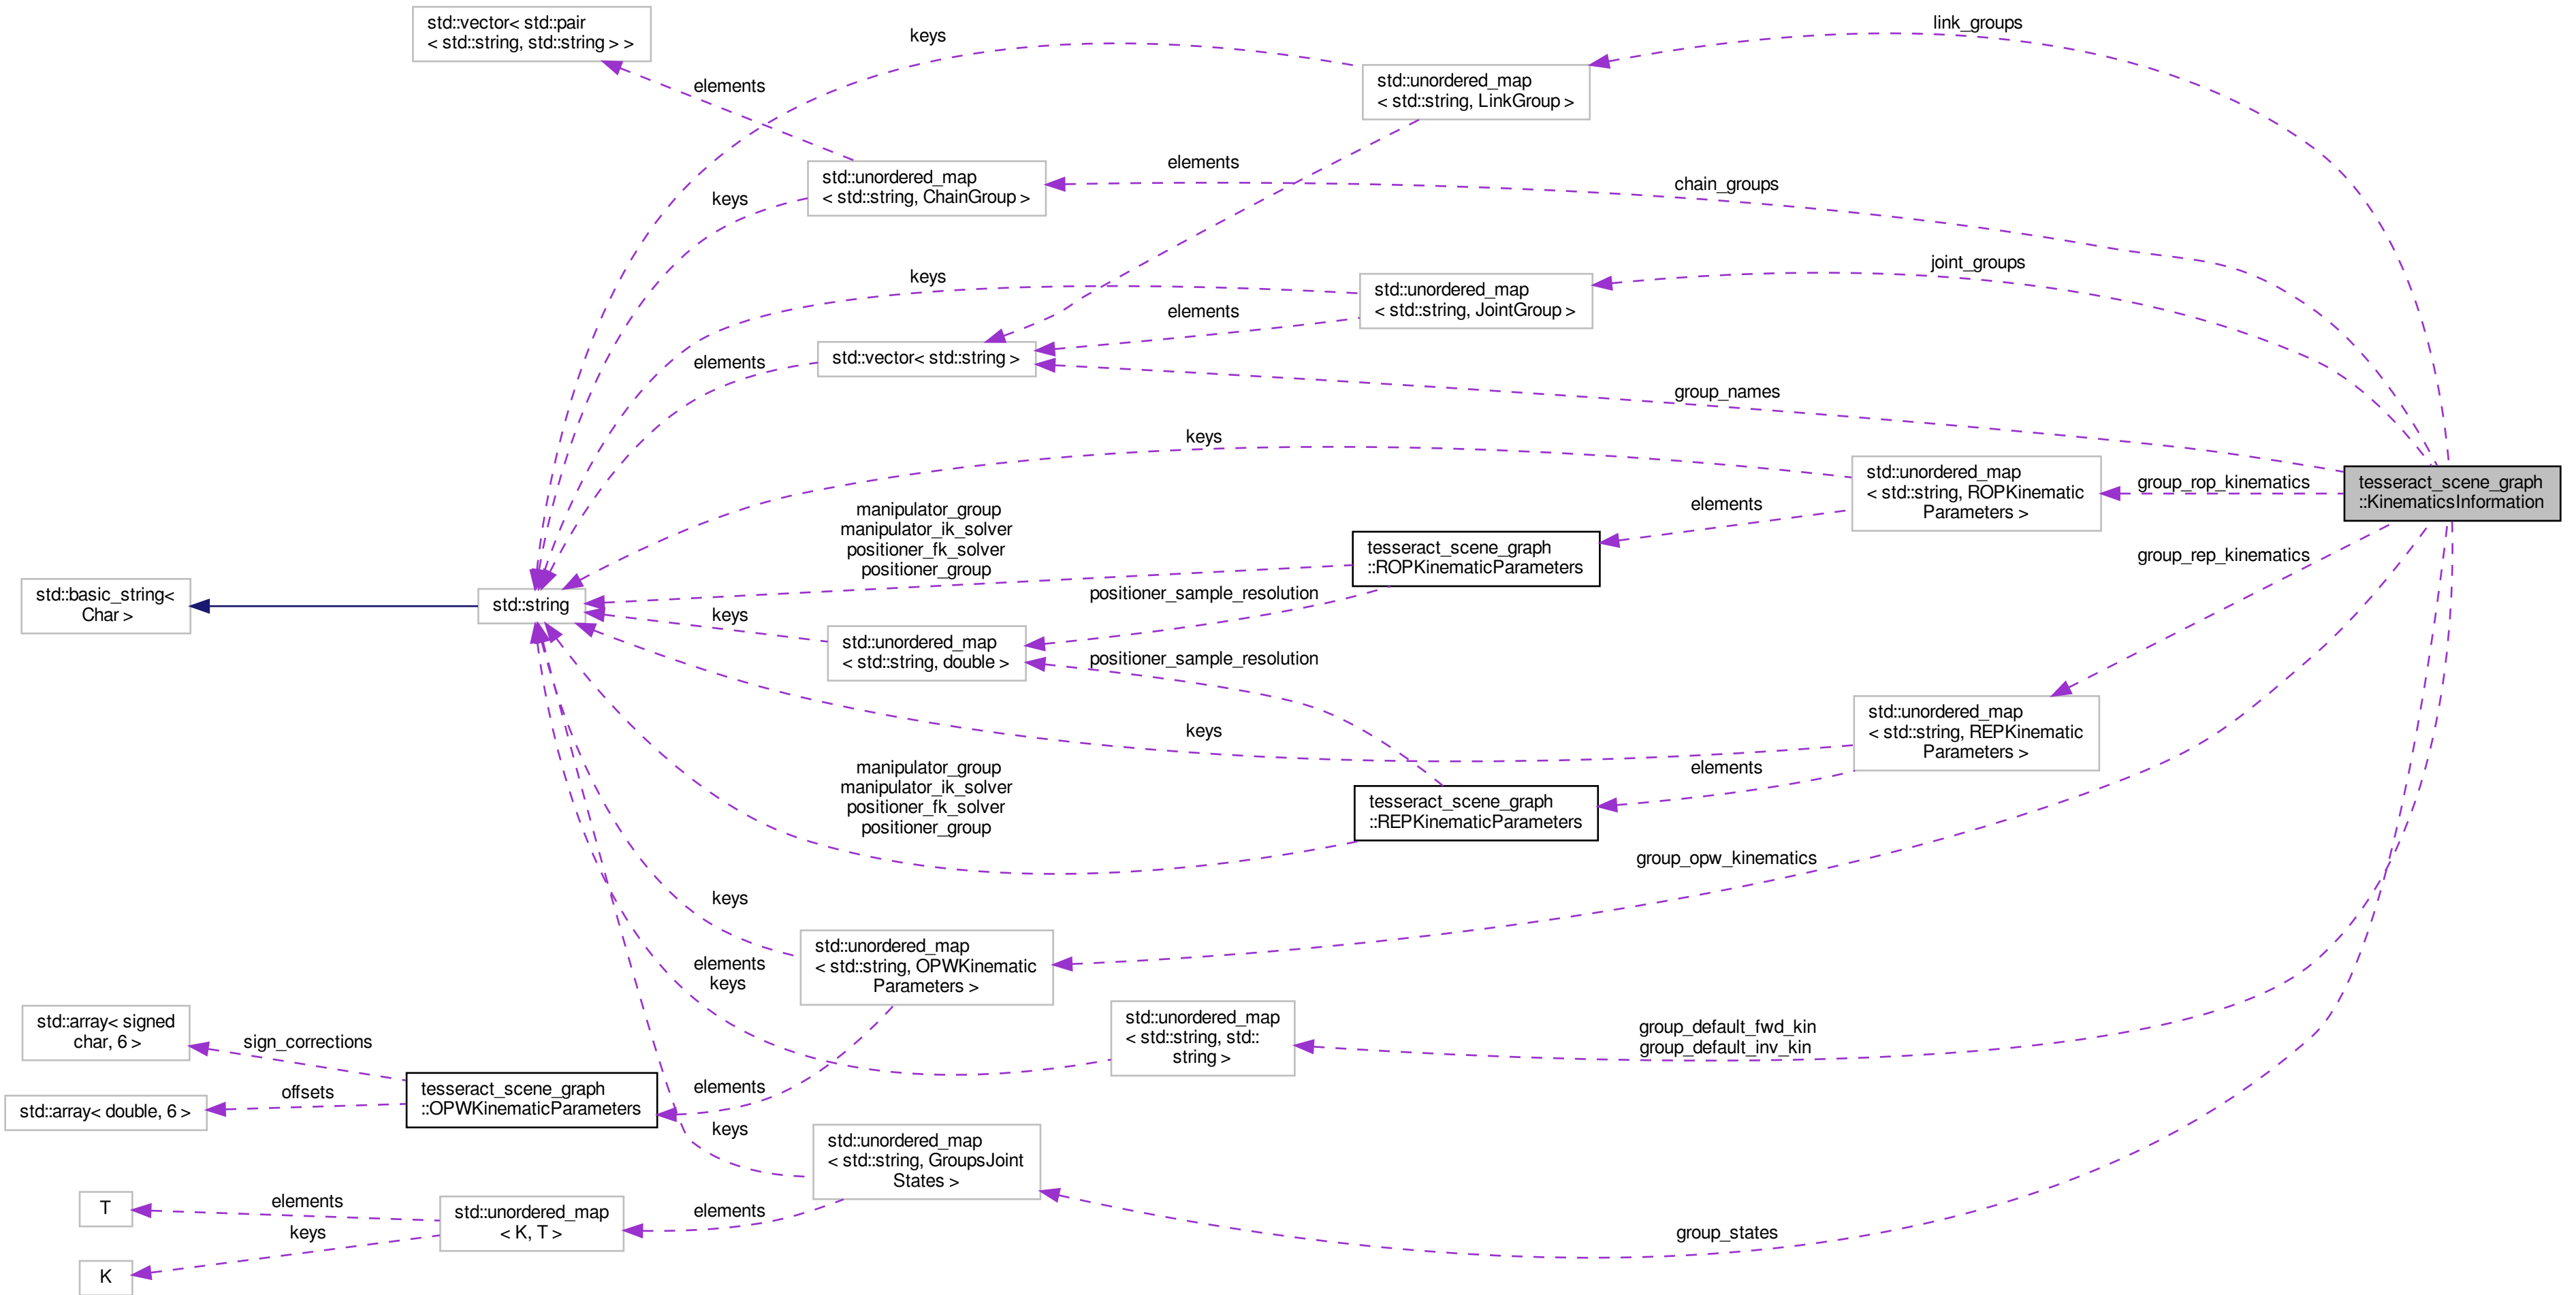 std::vector< std::pair
< std::string, std::string > >
keys
link_groups
elements
std::unordered_map
< std::string, LinkGroup >
std::unordered_map
< std::string, ChainGroup >
elements
chain_groups
keys
keys
joint_groups
std::unordered_map
< std::string, JointGroup >
elements
std::vector< std::string >
elements
group_names
keys
std::unordered_map
< std::string, ROPKinematic
Parameters >
group_rop_kinematics
tesseract_scene_graph
::KinematicsInformation
elements
manipulator_group
manipulator_ik_solver
positioner_fk_solver
positioner_group
tesseract_scene_graph
::ROPKinematicParameters
group_rep_kinematics
std::basic_string<
Char >
std::string
positioner_sample_resolution
keys
std::unordered_map
< std::string, double >
positioner_sample_resolution
std::unordered_map
< std::string, REPKinematic
Parameters >
keys
elements
manipulator_group
manipulator_ik_solver
positioner_fk_solver
positioner_group
tesseract_scene_graph
::REPKinematicParameters
group_opw_kinematics
keys
std::unordered_map
< std::string, OPWKinematic
Parameters >
elements
keys
std::unordered_map
< std::string, std::
string >
group_default_fwd_kin
group_default_inv_kin
std::array< signed
char, 6 >
sign_corrections
offsets
std::array< double, 6 >
tesseract_scene_graph
::OPWKinematicParameters
elements
keys
std::unordered_map
< std::string, GroupsJoint
States >
T
elements
keys
K
std::unordered_map
< K, T >
elements
group_states